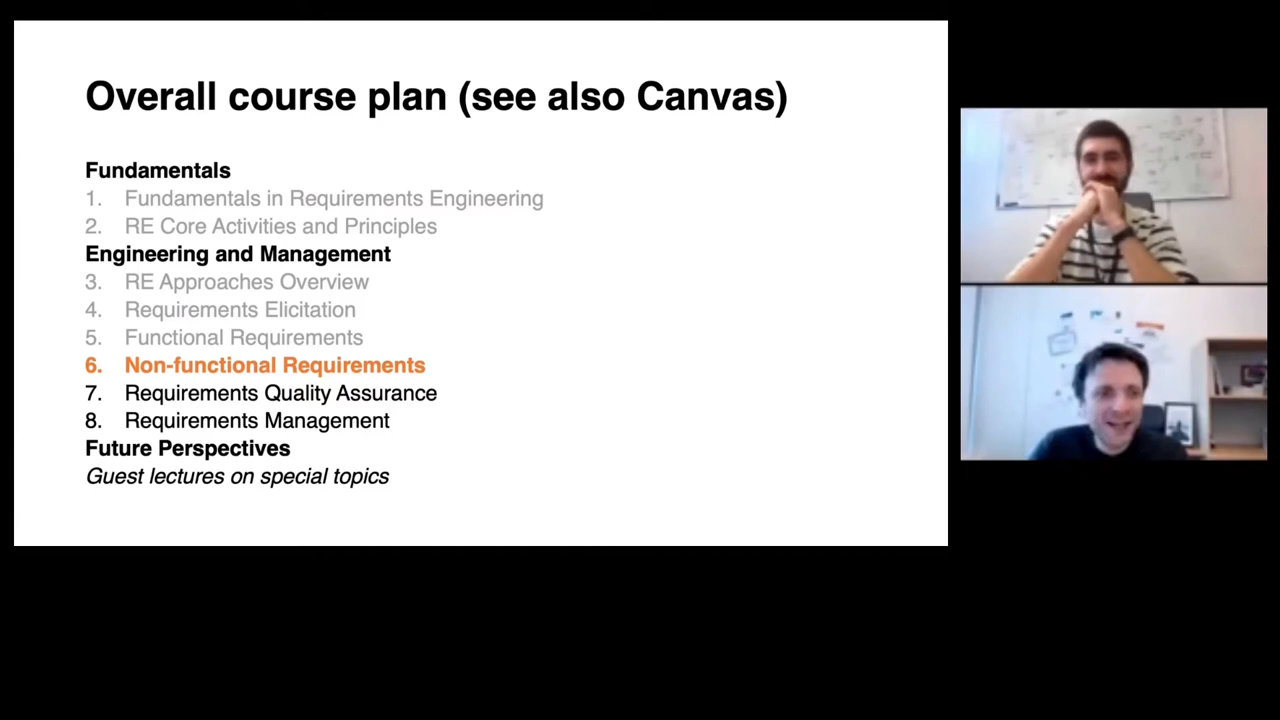 Overall course plan (see also Canvas)
Fundamentals
1. Fundamentals in Requirements Engineering
2. RE Core Activities and Principles
Engineering and Management
3. RE Approaches Overview
4. Requirements Elicitation
5. Functional Requirements
6. Non-functional Requirements
7. Requirements Quality Assurance
8. Requirements Management
Future Perspectives
Guest lectures on special topics